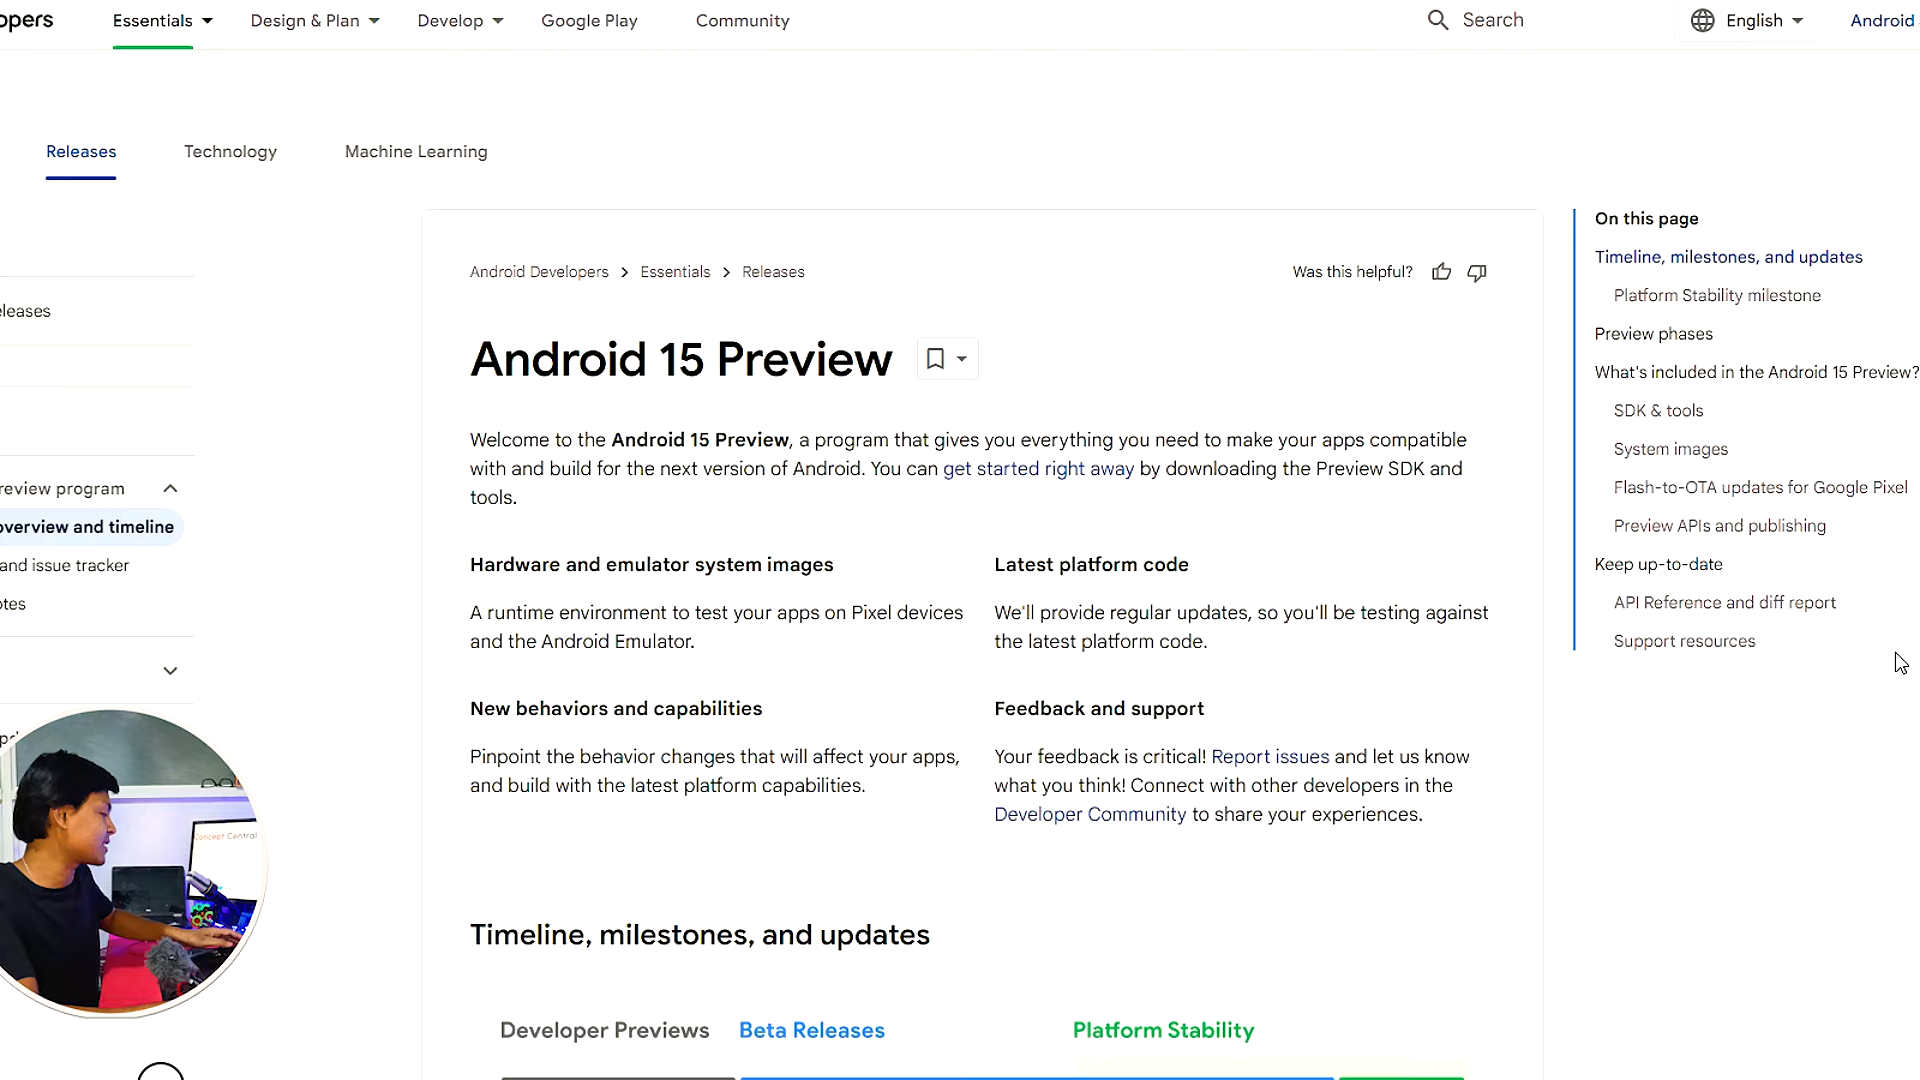 opers
Essentials
Design & Plan
Develop
Google Play
Community
Search
English
Android
Releases
Technology
Machine Learning
eleases
review program
overview and timeline
and issue tracker
otes
Android Developers
Essentials
Releases
Was this helpful?
Android 15 Preview
Welcome to the Android 15 Preview, a program that gives you everything you need to make your apps compatible
with and build for the next version of Android. You can get started right away by downloading the Preview SDK and
tools.
Hardware and emulator system images
A runtime environment to test your apps on Pixel devices
and the Android Emulator.
Latest platform code
We'll provide regular updates, so you'll be testing against
the latest platform code.
New behaviors and capabilities
Pinpoint the behavior changes that will affect your apps,
and build with the latest platform capabilities.
Feedback and support
Your feedback is critical! Report issues and let us know
what you think! Connect with other developers in the
Developer Community to share your experiences.
Timeline, milestones, and updates
Developer Previews
Beta Releases
Platform Stability
On this page
Timeline, milestones, and updates
Platform Stability milestone
Preview phases
What's included in the Android 15 Preview?
SDK & tools
System images
Flash-to-OTA updates for Google Pixel
Preview APIs and publishing
Keep up-to-date
API Reference and diff report
Support resources
Concept Central